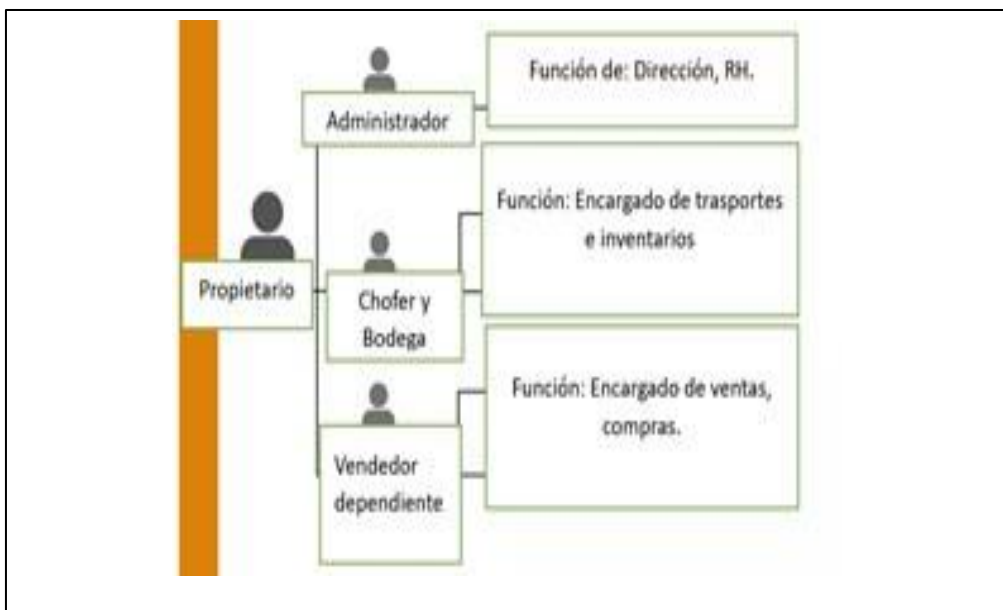 Función de: Dirección, RH.
Administrador
Función: Encargado de trasportes
e inventarios
Propietario
Chofer y
Bodega
Función: Encargado de ventas,
compras.
Vendedor
dependiente